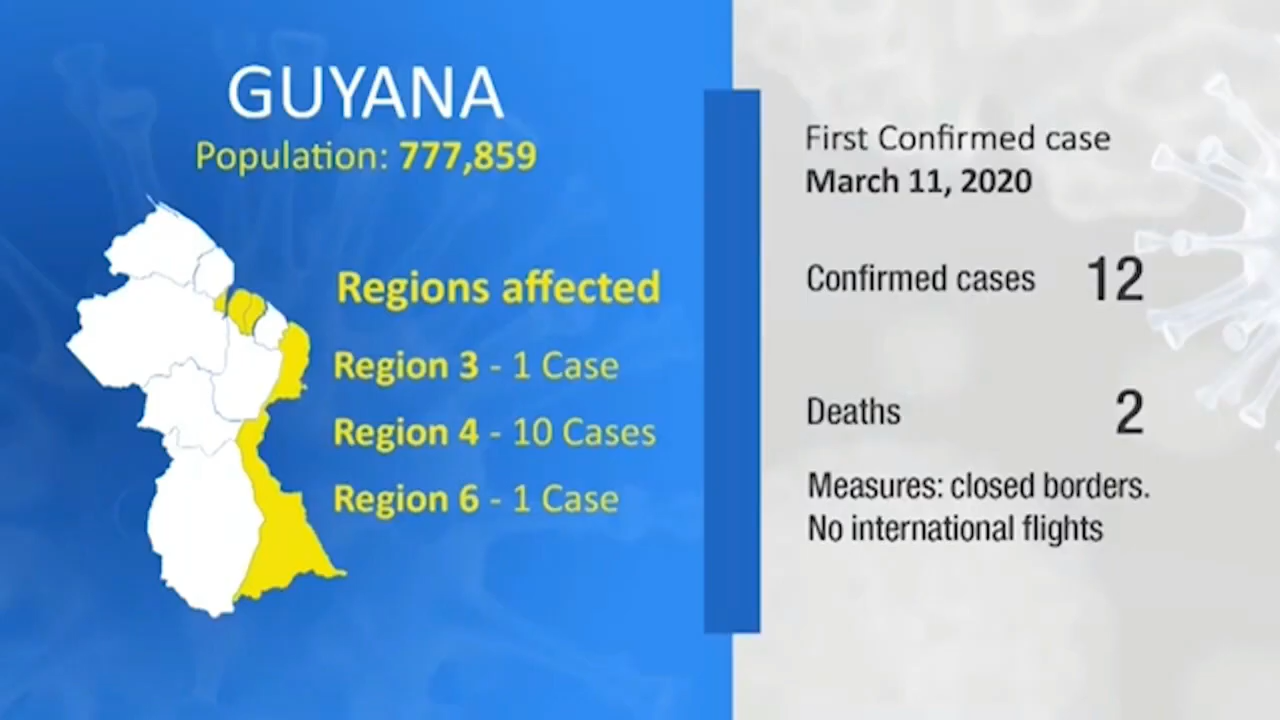 GUYANA
Population: 777,859
Regions affected
Region 3 - 1 Case
Region 4 - 10 Cases
Region 6 - 1 Case
First Confirmed case
March 11, 2020
Confirmed cases 12
Deaths 2
Measures: closed borders.
No international flights